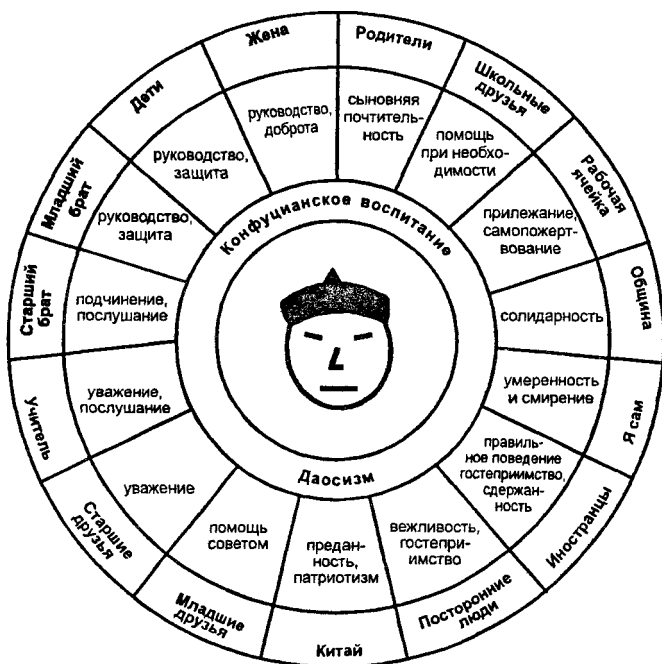 Жена
Родители
Школьные
друзья
Рабочая
ячейка
Община
Я сам
Иностранцы
Посторонние
люди
Китай
Младшие
друзья
Старшие
друзья
Учитель
Старший
брат
Младший
брат
Дети
руководство,
доброта
сыновняя
почтитель-
ность
помощь
при необхо-
димости
прилежание,
самопожерт-
вование
солидарность
умеренность
и смирение
правиль-
ное поведение
гостеприимство,
сдержан-
ность
вежливость,
гостепри-
имство
предан-
ность,
патриотизм
помощь
советом
уважение
уважение,
послушание
подчинение,
послушание
руководство,
защита
руководство,
защита
Конфуцианское воспитание
Даосизм